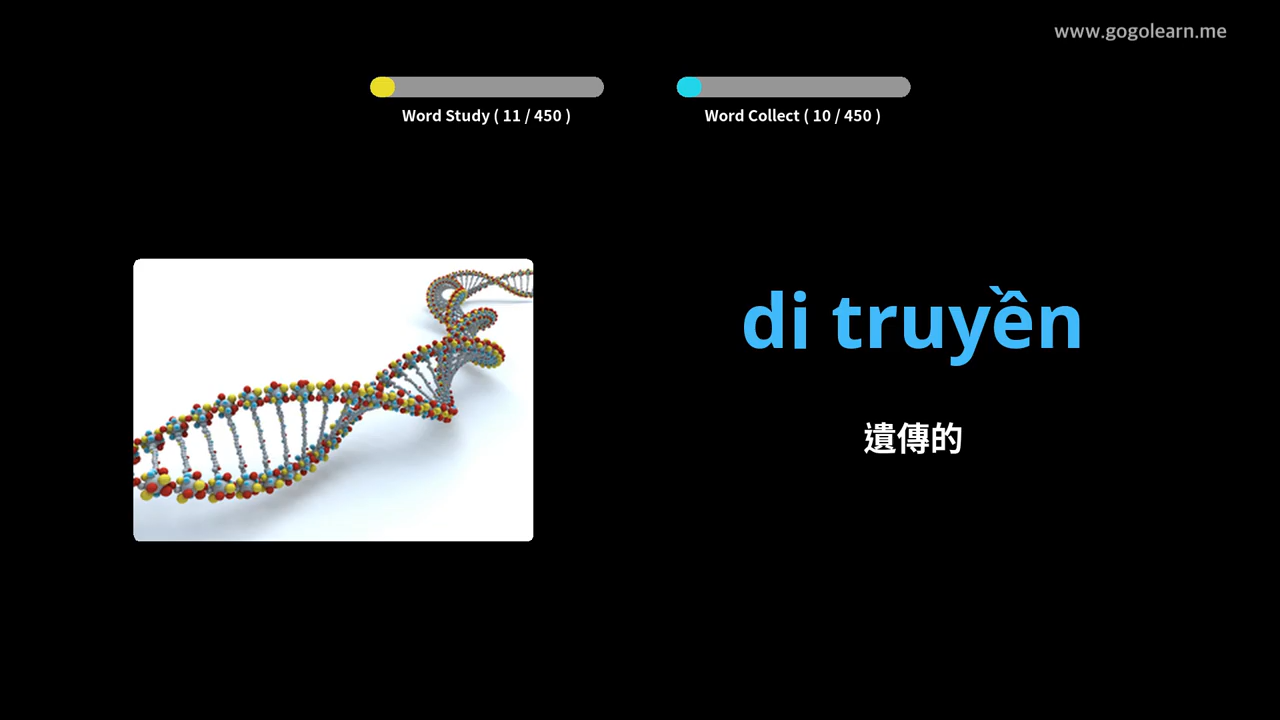 www.gogolearn.me
Word Study ( 11 / 450 )
Word Collect ( 10 / 450 )
di truyền
遺傳的